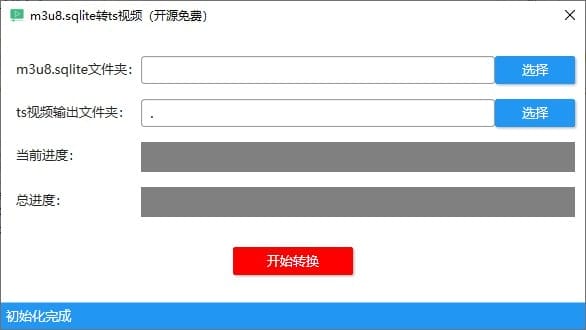 m3u8.sqlite转ts视频（开源免费）
m3u8.sqlite文件夹： 选择
ts视频输出文件夹： . 选择
当前进度：
总进度：
开始转换
初始化完成